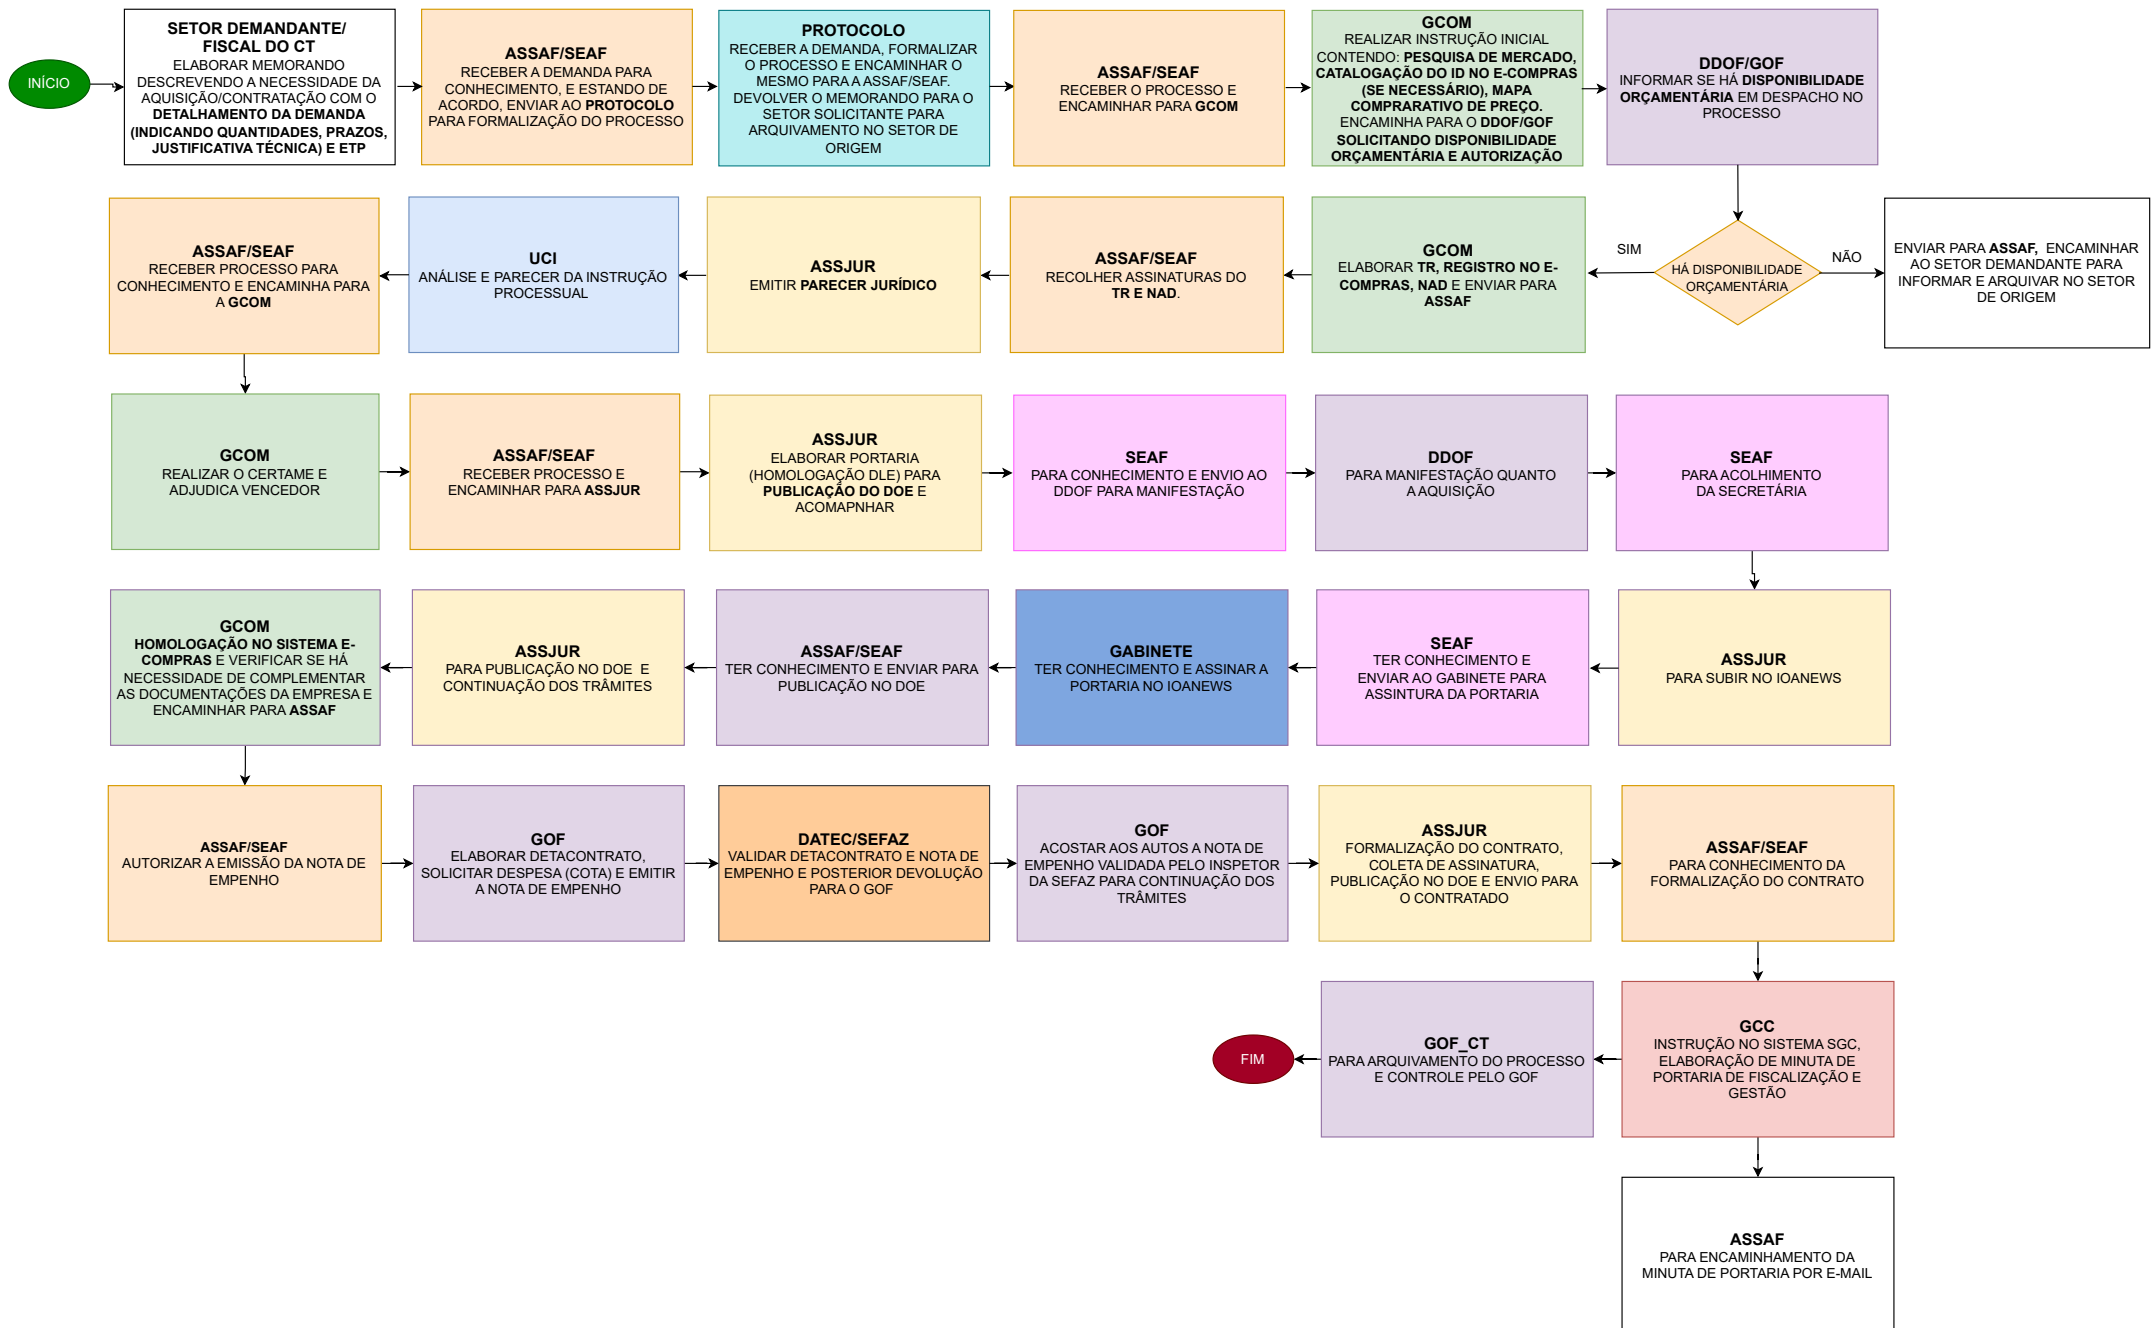 INÍCIO
SETOR DEMANDANTE/
FISCAL DO CT
ELABORAR MEMORANDO
DESCREVENDO A NECESSIDADE DA
AQUISIÇÃO/CONTRATAÇÃO COM O
DETALHAMENTO DA DEMANDA
(INDICANDO QUANTIDADES, PRAZOS,
JUSTIFICATIVA TÉCNICA) E ETP
ASSAF/SEAF
RECEBER A DEMANDA PARA
CONHECIMENTO, E ESTANDO DE
ACORDO, ENVIAR AO PROTOCOLO
PARA FORMALIZAÇÃO DO PROCESSO
PROTOCOLO
RECEBER A DEMANDA, FORMALIZAR
O PROCESSO E ENCAMINHAR O
MESMO PARA A ASSAF/SEAF.
DEVOLVER O MEMORANDO PARA O
SETOR SOLICITANTE PARA
ARQUIVAMENTO NO SETOR DE
ORIGEM
ASSAF/SEAF
RECEBER O PROCESSO E
ENCAMINHAR PARA GCOM
GCOM
REALIZAR INSTRUÇÃO INICIAL
CONTENDO: PESQUISA DE MERCADO,
CATALOGAÇÃO DO ID NO E-COMPRAS
(SE NECESSÁRIO), MAPA
COMPRARATIVO DE PREÇO.
ENCAMINHA PARA O DDOF/GOF
SOLICITANDO DISPONIBILIDADE
ORÇAMENTÁRIA E AUTORIZAÇÃO
DDOF/GOF
INFORMAR SE HÁ DISPONIBILIDADE
ORÇAMENTÁRIA EM DESPACHO NO
PROCESSO
HÁ DISPONIBILIDADE
ORÇAMENTÁRIA
SIM
NÃO
ENVIAR PARA ASSAF, ENCAMINHAR
AO SETOR DEMANDANTE PARA
INFORMAR E ARQUIVAR NO SETOR
DE ORIGEM
GCOM
ELABORAR TR, REGISTRO NO E-
COMPRAS, NAD E ENVIAR PARA
ASSAF
ASSAF/SEAF
RECOLHER ASSINATURAS DO
TR E NAD.
ASSJUR
EMITIR PARECER JURÍDICO
UCI
ANÁLISE E PARECER DA INSTRUÇÃO
PROCESSUAL
ASSAF/SEAF
RECEBER PROCESSO PARA
CONHECIMENTO E ENCAMINHA PARA
A GCOM
GCOM
REALIZAR O CERTAME E
ADJUDICA VENCEDOR
ASSAF/SEAF
RECEBER PROCESSO E
ENCAMINHAR PARA ASSJUR
ASSJUR
ELABORAR PORTARIA
(HOMOLOGAÇÃO DLE) PARA
PUBLICAÇÃO DO DOE E
ACOMAPNHAR
SEAF
PARA CONHECIMENTO E ENVIO AO
DDOF PARA MANIFESTAÇÃO
DDOF
PARA MANIFESTAÇÃO QUANTO
A AQUISIÇÃO
SEAF
PARA ACOLHIMENTO
DA SECRETÁRIA
ASSJUR
PARA SUBIR NO IOANEWS
SEAF
TER CONHECIMENTO E
ENVIAR AO GABINETE PARA
ASSINTURA DA PORTARIA
GABINETE
TER CONHECIMENTO E ASSINAR A
PORTARIA NO IOANEWS
ASSAF/SEAF
TER CONHECIMENTO E ENVIAR PARA
PUBLICAÇÃO NO DOE
ASSJUR
PARA PUBLICAÇÃO NO DOE E
CONTINUAÇÃO DOS TRÂMITES
GCOM
HOMOLOGAÇÃO NO SISTEMA E-
COMPRAS E VERIFICAR SE HÁ
NECESSIDADE DE COMPLEMENTAR
AS DOCUMENTAÇÕES DA EMPRESA E
ENCAMINHAR PARA ASSAF
ASSAF/SEAF
AUTORIZAR A EMISSÃO DA NOTA DE
EMPENHO
GOF
ELABORAR DETACONTRATO,
SOLICITAR DESPESA (COTA) E EMITIR
A NOTA DE EMPENHO
DATEC/SEFAZ
VALIDAR DETACONTRATO E NOTA DE
EMPENHO E POSTERIOR DEVOLUÇÃO
PARA O GOF
GOF
ACOSTAR AOS AUTOS A NOTA DE
EMPENHO VALIDADA PELO INSPETOR
DA SEFAZ PARA CONTINUAÇÃO DOS
TRÂMITES
ASSJUR
FORMALIZAÇÃO DO CONTRATO,
COLETA DE ASSINATURA,
PUBLICAÇÃO NO DOE E ENVIO PARA
O CONTRATADO
ASSAF/SEAF
PARA CONHECIMENTO DA
FORMALIZAÇÃO DO CONTRATO
GCC
INSTRUÇÃO NO SISTEMA SGC,
ELABORAÇÃO DE MINUTA DE
PORTARIA DE FISCALIZAÇÃO E
GESTÃO
GOF_CT
PARA ARQUIVAMENTO DO PROCESSO
E CONTROLE PELO GOF
FIM
ASSAF
PARA ENCAMINHAMENTO DA
MINUTA DE PORTARIA POR E-MAIL